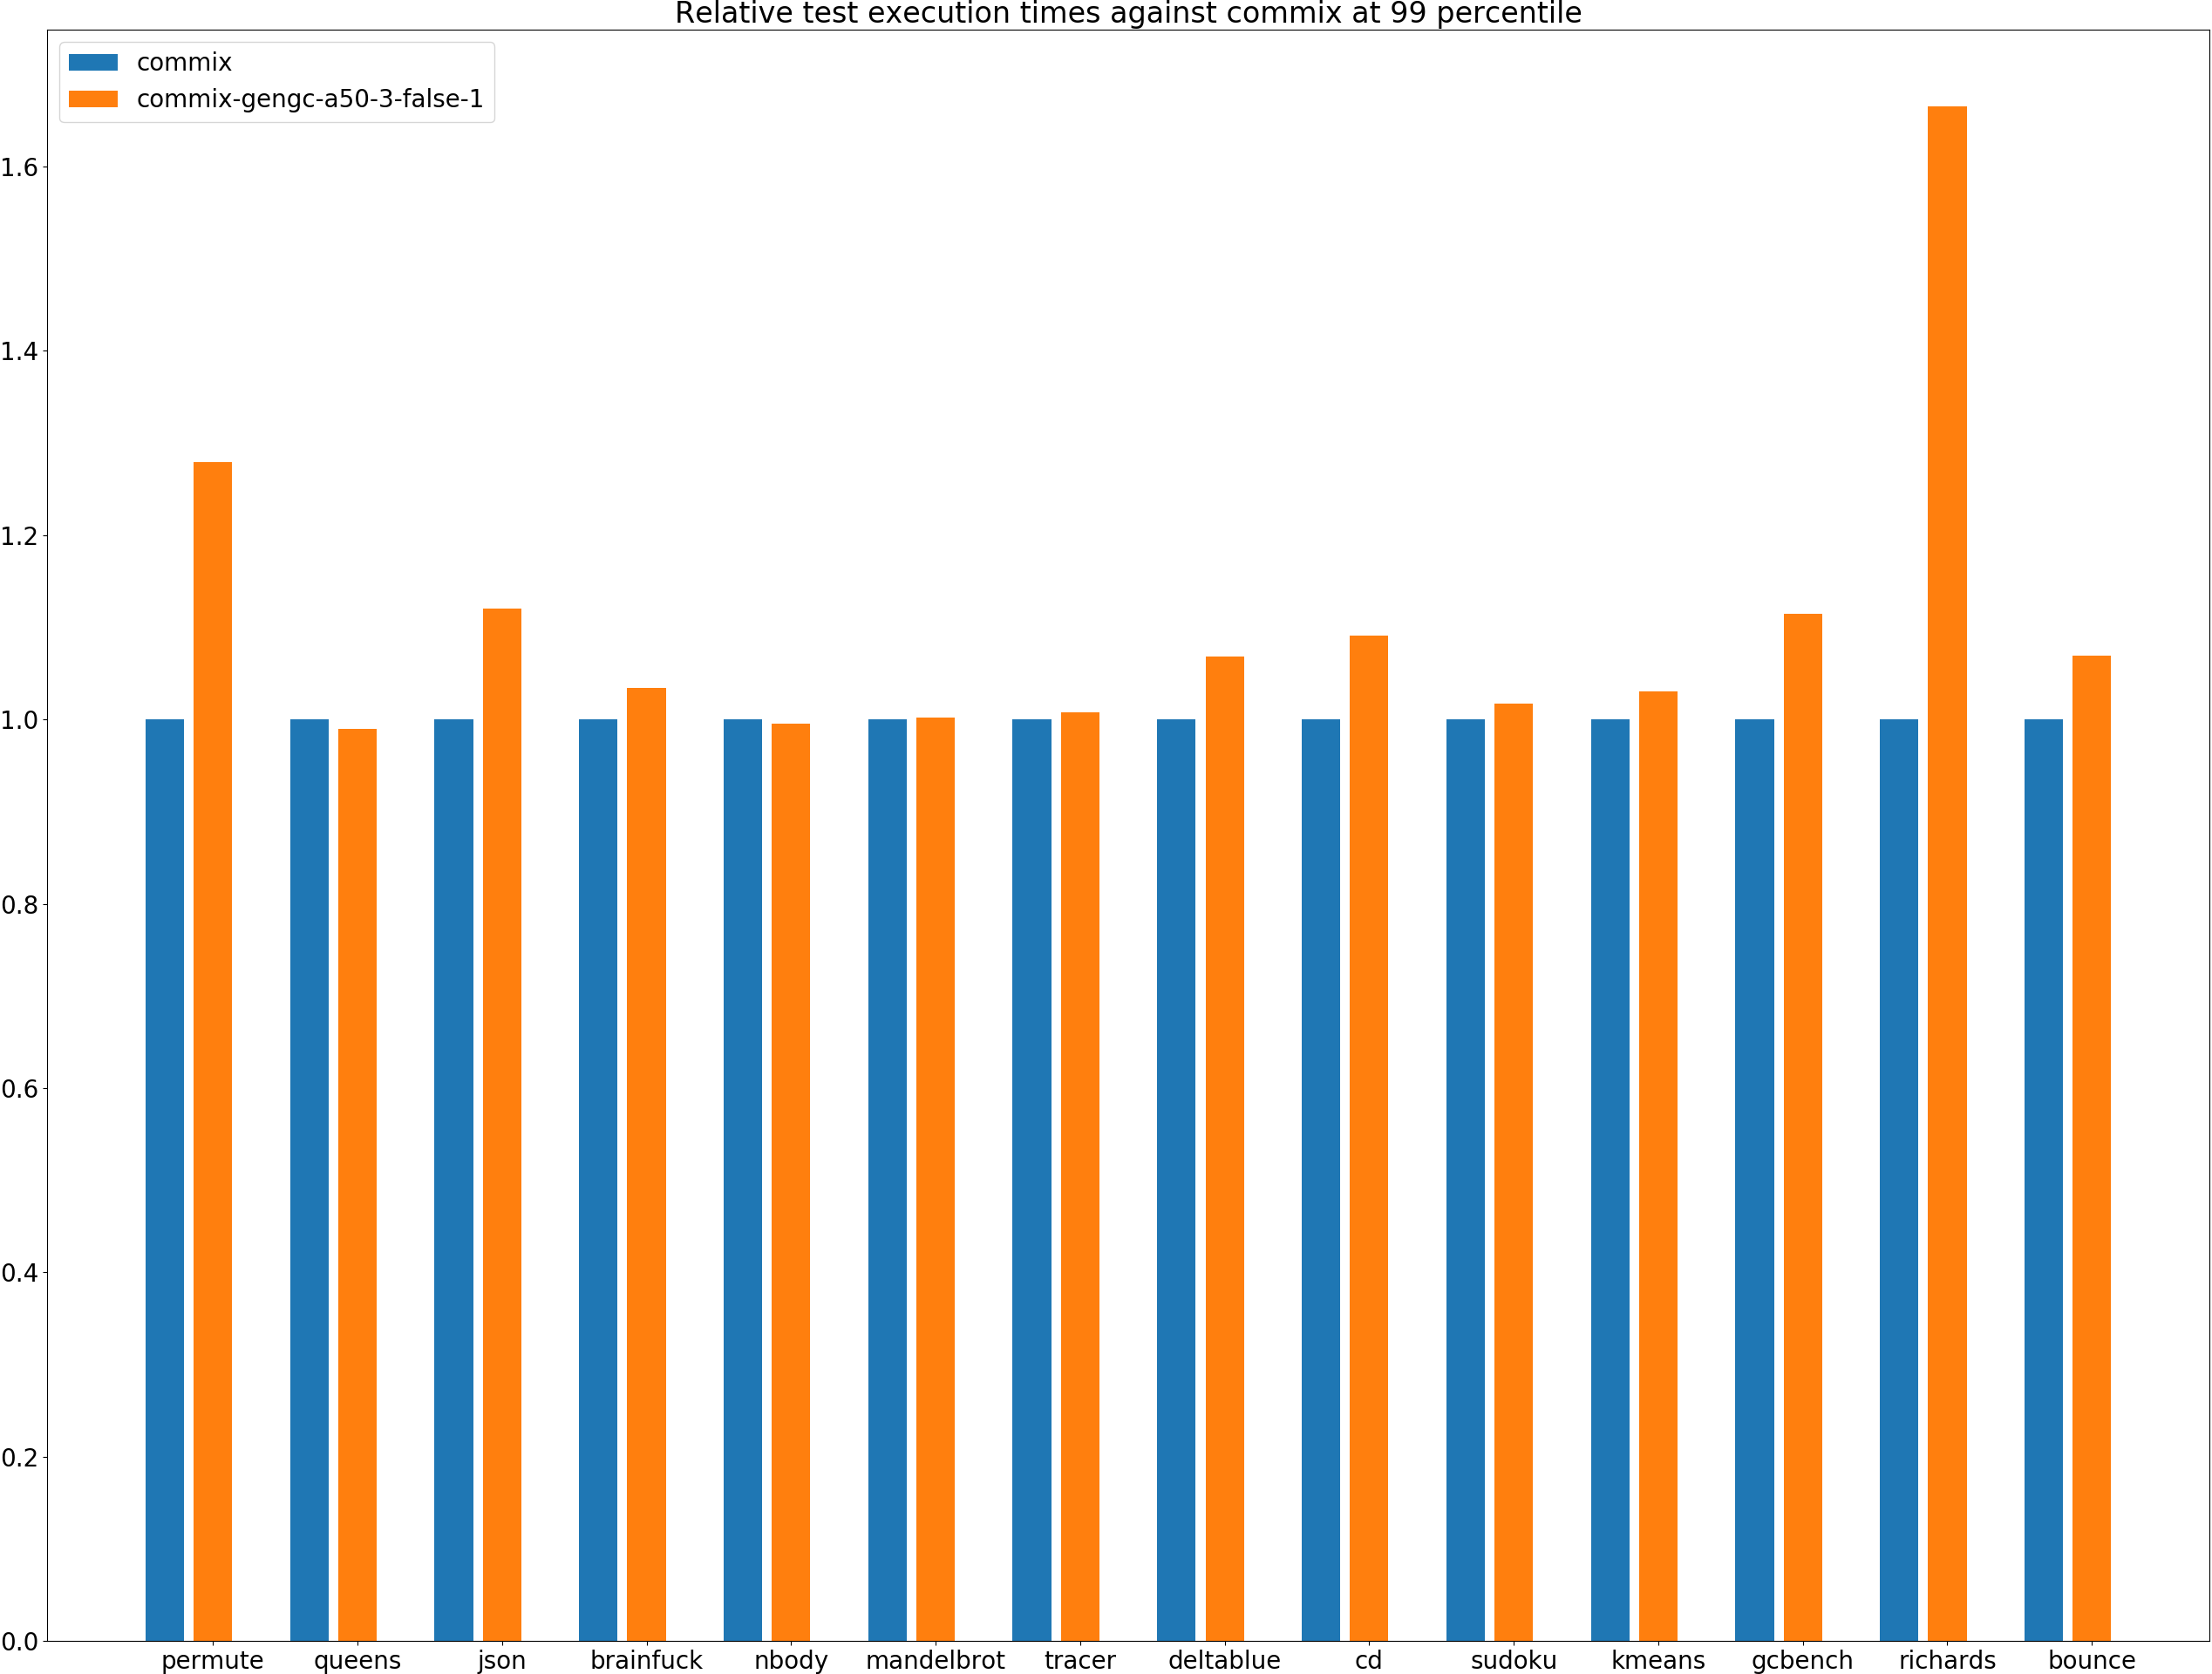 Relative test execution times against commix at 99 percentile
commix
commix-gengc-a50-3-false-1
1.6
1.4
1.2
1.0
0.8
0.6
0.4
0.2
0.0
permute queens json brainfuck nbody mandelbrot tracer deltablue cd sudoku kmeans gcbench richards bounce